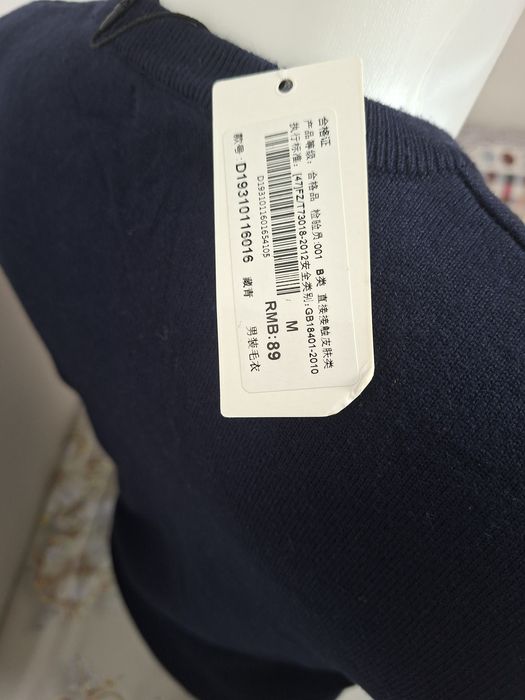 合格证
产品等级: 合格品 检验员:001 B类 直接接触皮肤类
执行标准: [47]FZ/T73018-2012安全类别:GB18401-2010
D1931011601654105
M
RMB:89
款号:D19310116016 藏青 男装毛衣